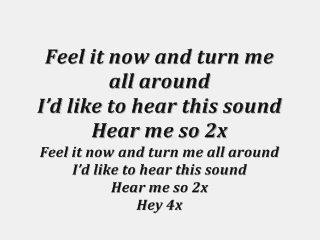 Feel it now and turn me
all around
I’d like to hear this sound
Hear me so 2x
Feel it now and turn me all around
I’d like to hear this sound
Hear me so 2x
Hey 4x